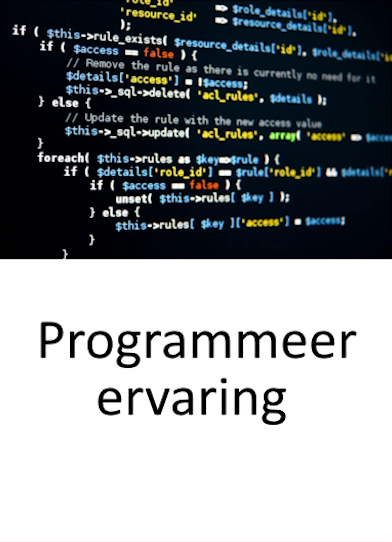 'role_id' => $role_details['id'],
'resource_id' => $resource_details['id'],
);
if ( $this->rule_exists( $resource_details['id'], $role_details['i
if ( $access == false ) {
// Remove the rule as there is currently no need for it
$details['access'] = !$access;
$this->_sql->delete( 'acl_rules', $details );
} else {
// Update the rule with the new access value
$this->_sql->update( 'acl_rules', array( 'access' => $acce
}
foreach( $this->rules as $key=>$rule ) {
if ( $details['role_id'] == $rule['role_id'] && $details['r
if ( $access == false ) {
unset( $this->rules[ $key ] );
} else {
$this->rules[ $key ]['access'] = $access;
}
}
Programmeer
ervaring